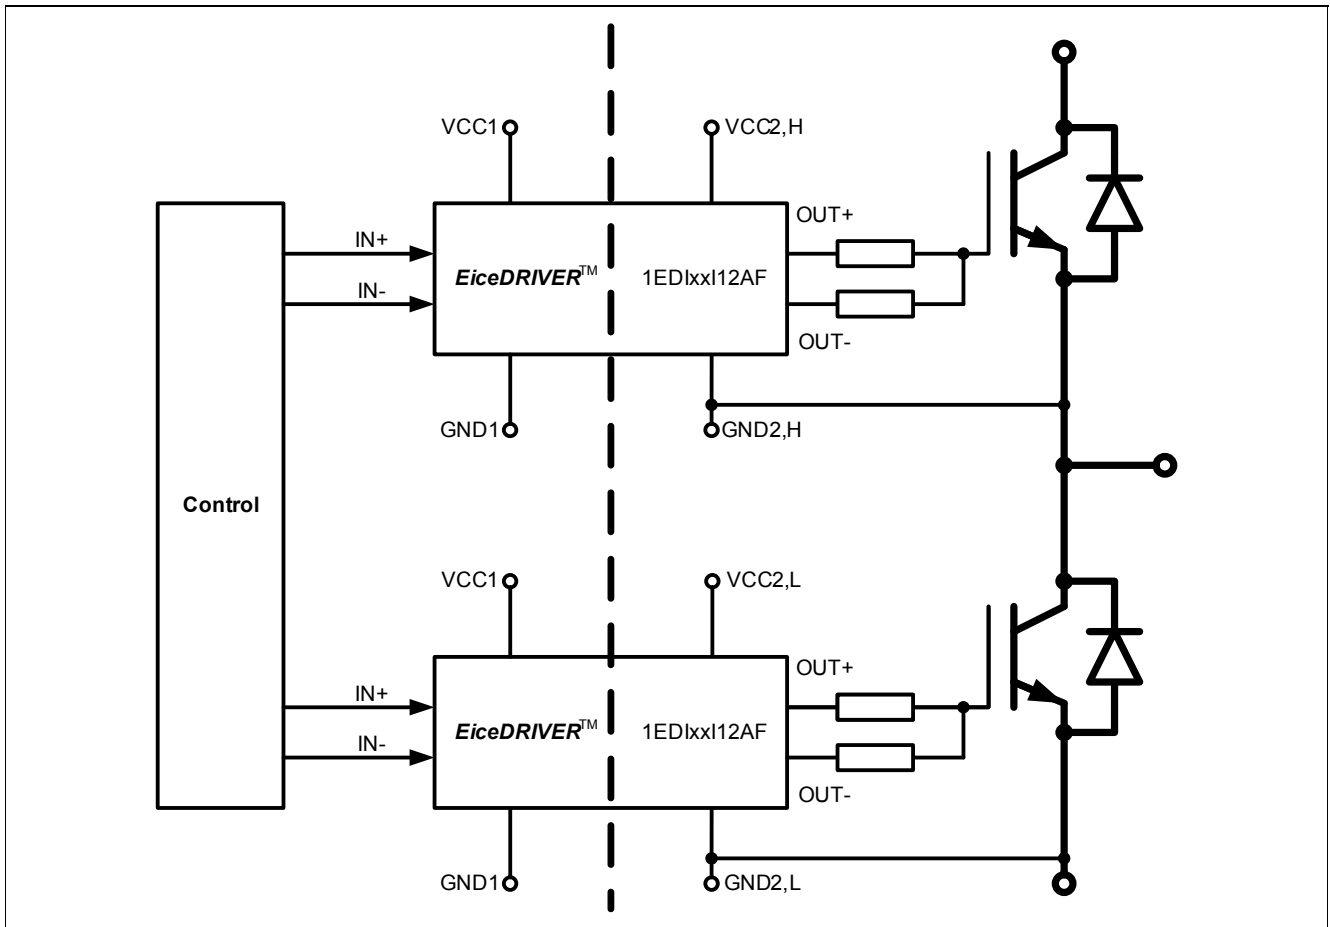 VCC1
VCC2,H
OUT+
IN+
EiceDRIVER™
1EDIxxI12AF
IN-
OUT-
GND1
GND2,H
Control
VCC1
VCC2,L
OUT+
IN+
EiceDRIVER™
1EDIxxI12AF
IN-
OUT-
GND1
GND2,L